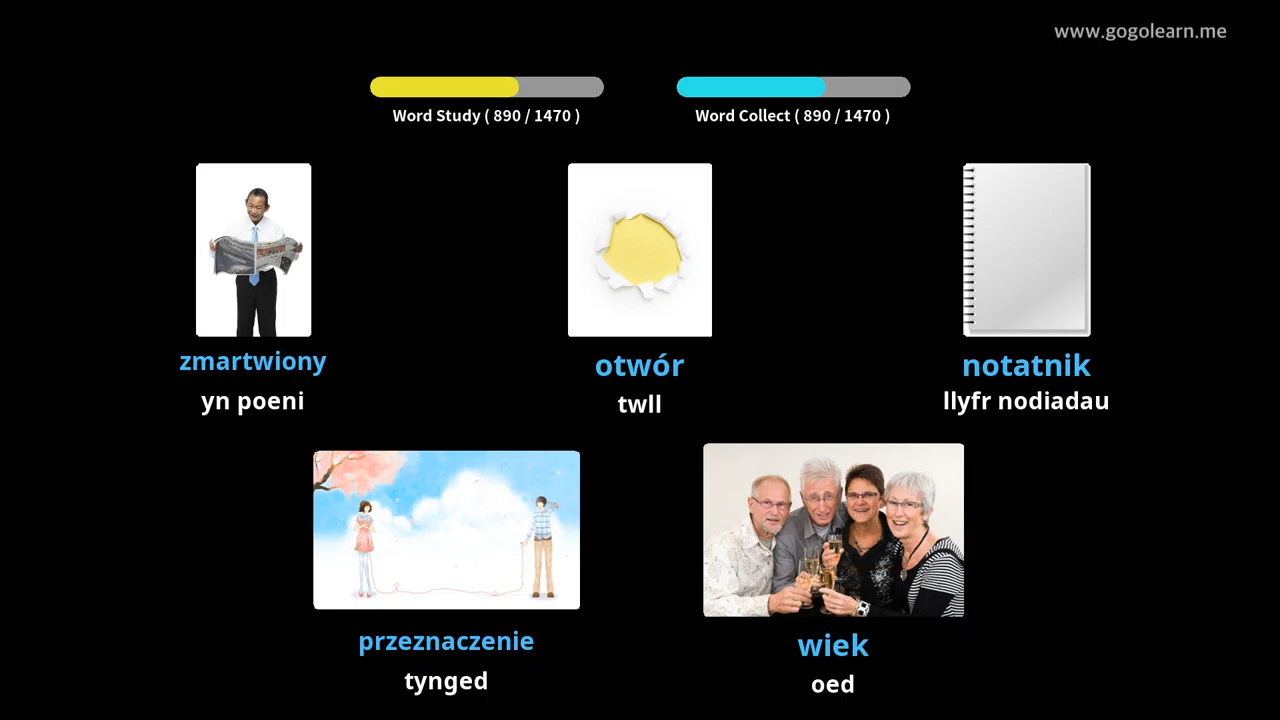 www.gogolearn.me
Word Study ( 890 / 1470 )
Word Collect ( 890 / 1470 )
zmartwiony
yn poeni
otwór
twll
notatnik
llyfr nodiadau
przeznaczenie
tynged
wiek
oed